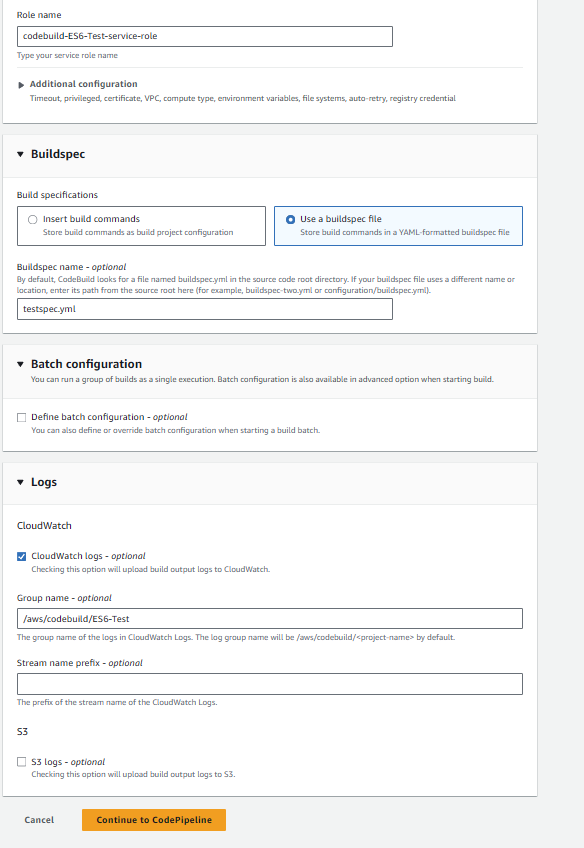 Role name
codebuild-ES6-Test-service-role
Type your service role name
Additional configuration
Timeout, privileged, certificate, VPC, compute type, environment variables, file systems, auto-retry, registry credential
Buildspec
Build specifications
Insert build commands
Store build commands as build project configuration
Use a buildspec file
Store build commands in a YAML-formatted buildspec file
Buildspec name - optional
By default, CodeBuild looks for a file named buildspec.yml in the source code root directory. If your buildspec file uses a different name or
location, enter its path from the source root here (for example, buildspec-two.yml or configuration/buildspec.yml).
testspec.yml
Batch configuration
You can run a group of builds as a single execution. Batch configuration is also available in advanced option when starting build.
Define batch configuration - optional
You can also define or override batch configuration when starting a build batch.
Logs
CloudWatch
CloudWatch logs - optional
Checking this option will upload build output logs to CloudWatch.
Group name - optional
/aws/codebuild/ES6-Test
The group name of the logs in CloudWatch Logs. The log group name will be /aws/codebuild/<project-name> by default.
Stream name prefix - optional
The prefix of the stream name of the CloudWatch Logs.
S3
S3 logs - optional
Checking this option will upload build output logs to S3.
Cancel
Continue to CodePipeline